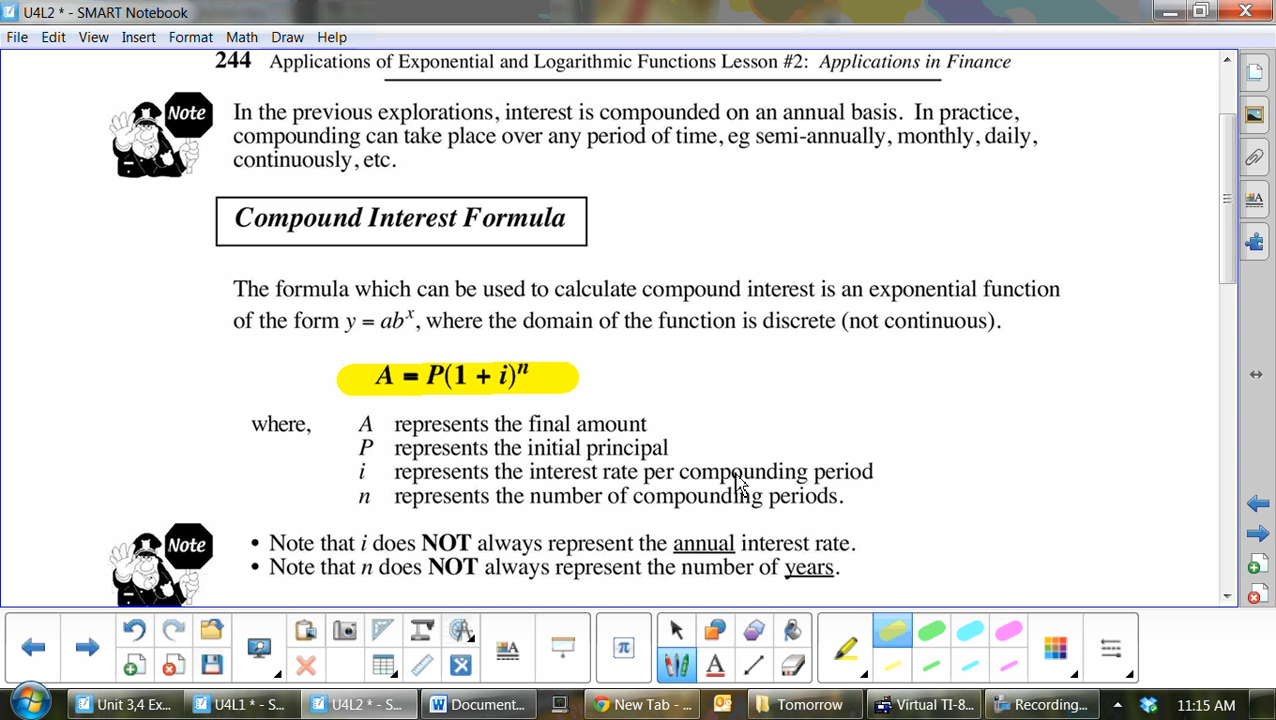 U4L2 * - SMART Notebook
File Edit View Insert Format Math Draw Help
244 Applications of Exponential and Logarithmic Functions Lesson #2: Applications in Finance
Note
In the previous explorations, interest is compounded on an annual basis. In practice,
compounding can take place over any period of time, eg semi-annually, monthly, daily,
continuously, etc.
Compound Interest Formula
The formula which can be used to calculate compound interest is an exponential function
of the form y = abˣ, where the domain of the function is discrete (not continuous).
A = P(1 + i)ⁿ
where, A represents the final amount
P represents the initial principal
i represents the interest rate per compounding period
n represents the number of compounding periods.
Note
• Note that i does NOT always represent the annual interest rate.
• Note that n does NOT always represent the number of years.
π
A
Unit 3,4 Ex... U4L1 * - S... U4L2 * - S... Document... New Tab - ... Tomorrow Virtual TI-8... Recording... 11:15 AM